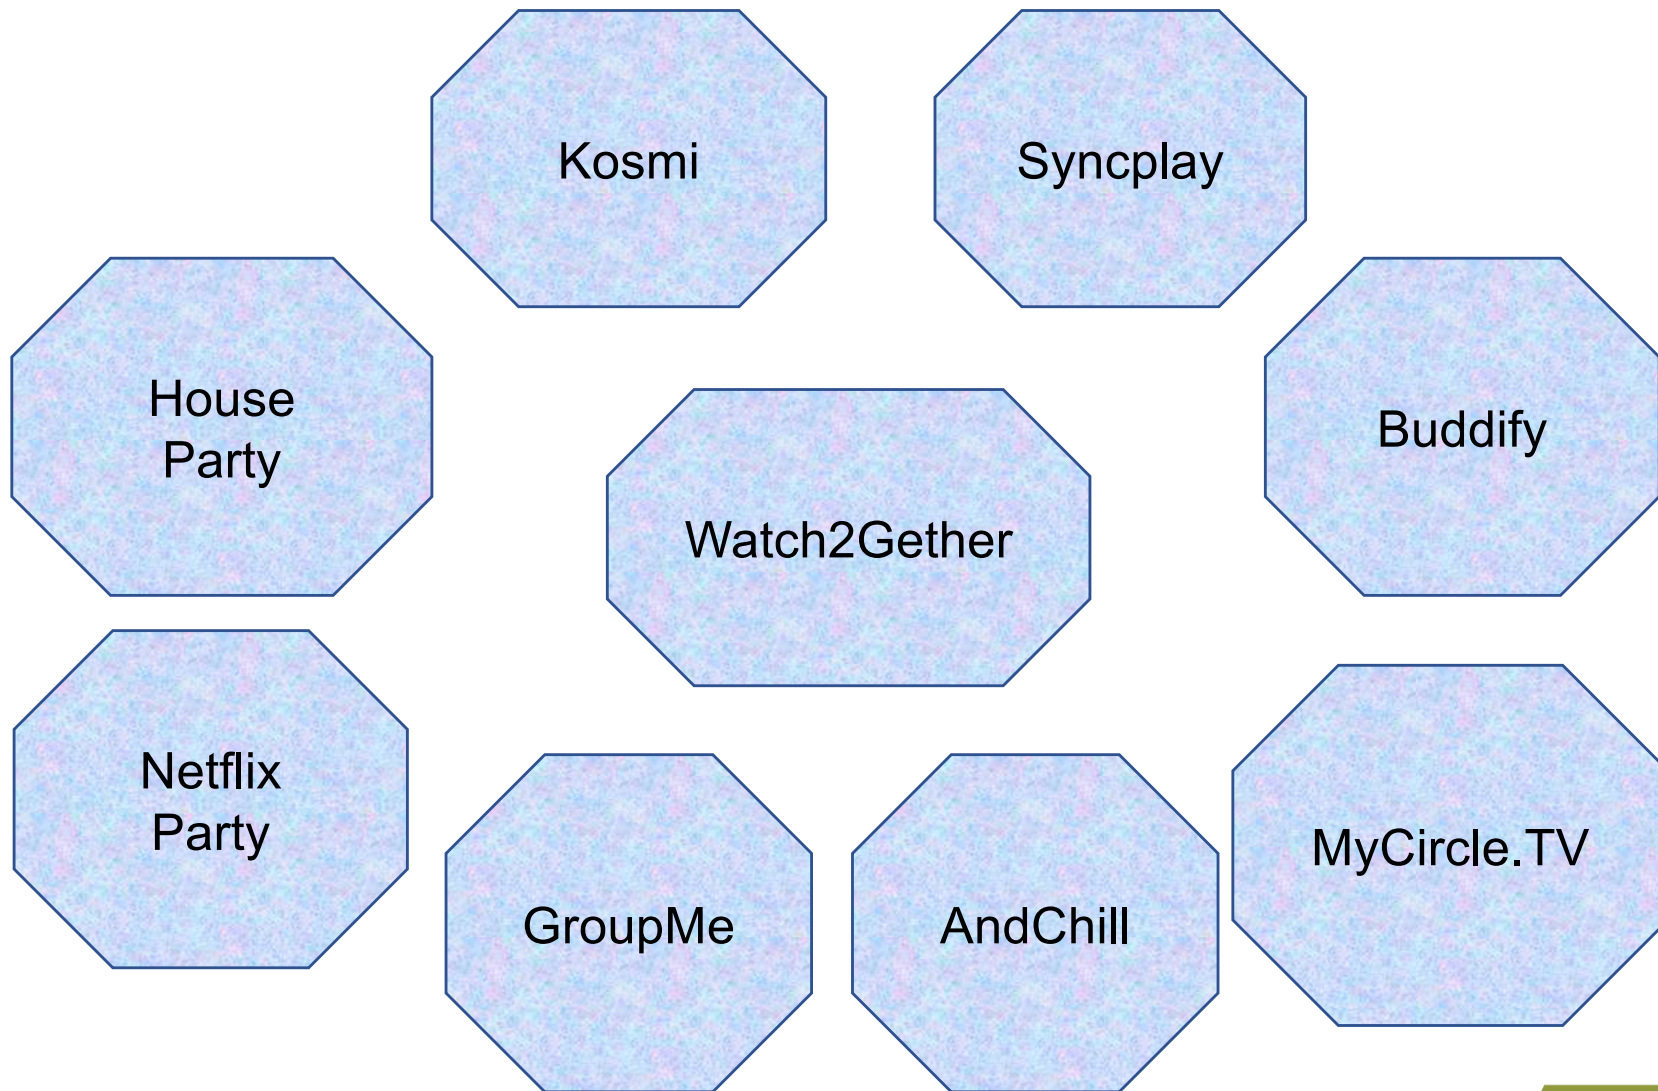 Kosmi
Syncplay
House
Party
Buddify
Watch2Gether
Netflix
Party
MyCircle.TV
GroupMe
AndChill